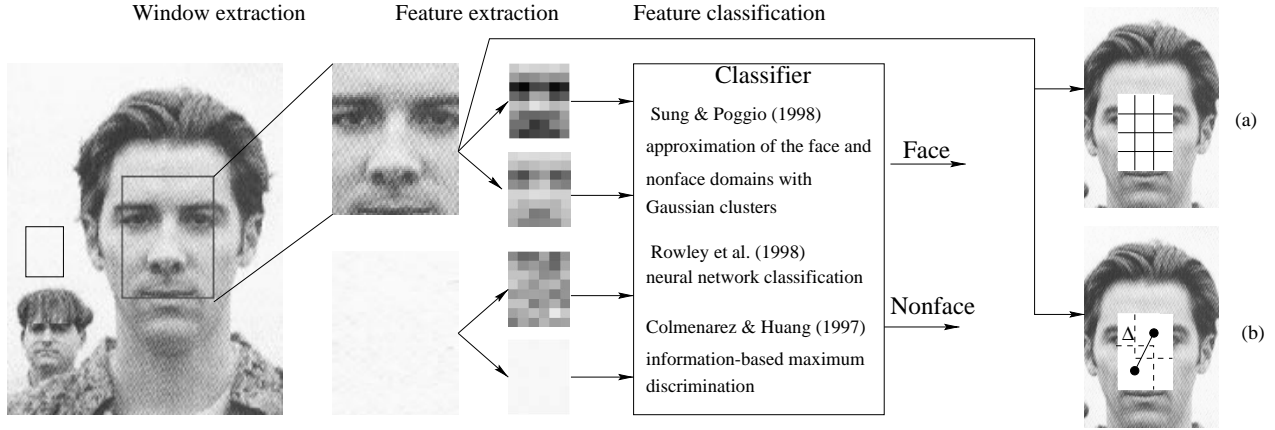 Window extraction
Feature extraction
Feature classification
Classifier
Sung & Poggio (1998)
approximation of the face and
nonface domains with
Gaussian clusters
Rowley et al. (1998)
neural network classification
Colmenarez & Huang (1997)
information-based maximum
discrimination
Face
Nonface
(a)
Δ
(b)